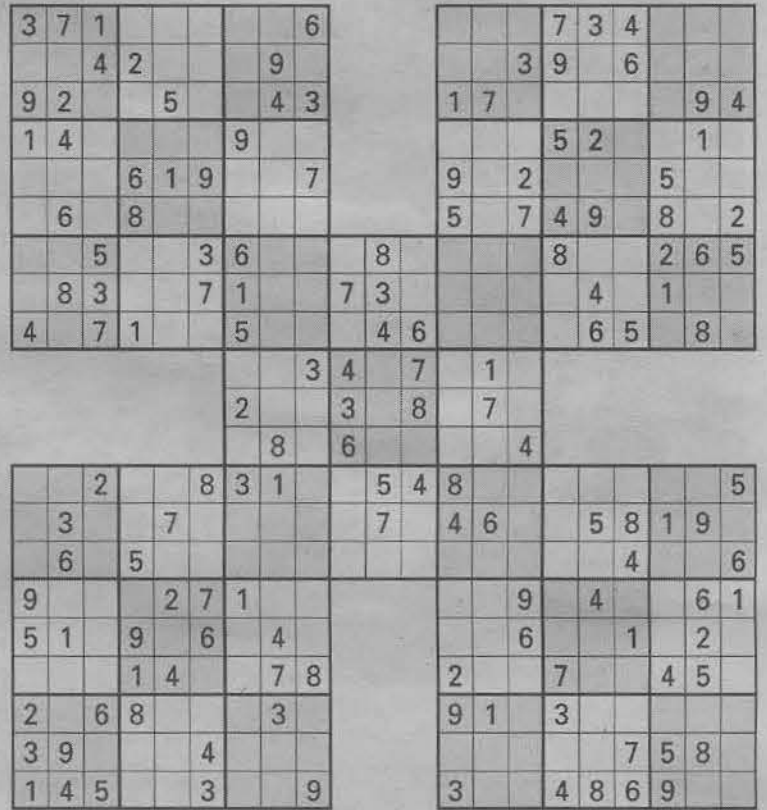 3 7 1 6 7 3 4
4 2 9 3 9 6
9 2 5 4 3 1 7 9 4
1 4 9 5 2 1
6 1 9 7 9 2 5
6 8 5 7 4 9 8 2
5 3 6 8 8 2 6 5
8 3 7 1 7 3 4 1
4 7 1 5 4 6 6 5 8
3 4 7 1
2 3 8 7
8 6 4
2 8 3 1 5 4 8 5
3 7 7 4 6 5 8 1 9
6 5 4 6
9 2 7 1 9 4 6 1
5 1 9 6 4 6 1 2
1 4 7 8 2 7 4 5
2 6 8 3 9 1 3
3 9 4 7 5 8
1 4 5 3 9 3 4 8 6 9